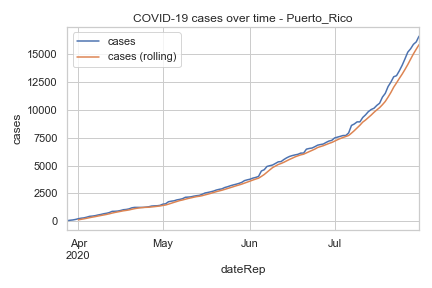 COVID-19 cases over time - Puerto_Rico
cases
cases (rolling)
cases
15000
12500
10000
7500
5000
2500
0
Apr May Jun Jul
2020
dateRep